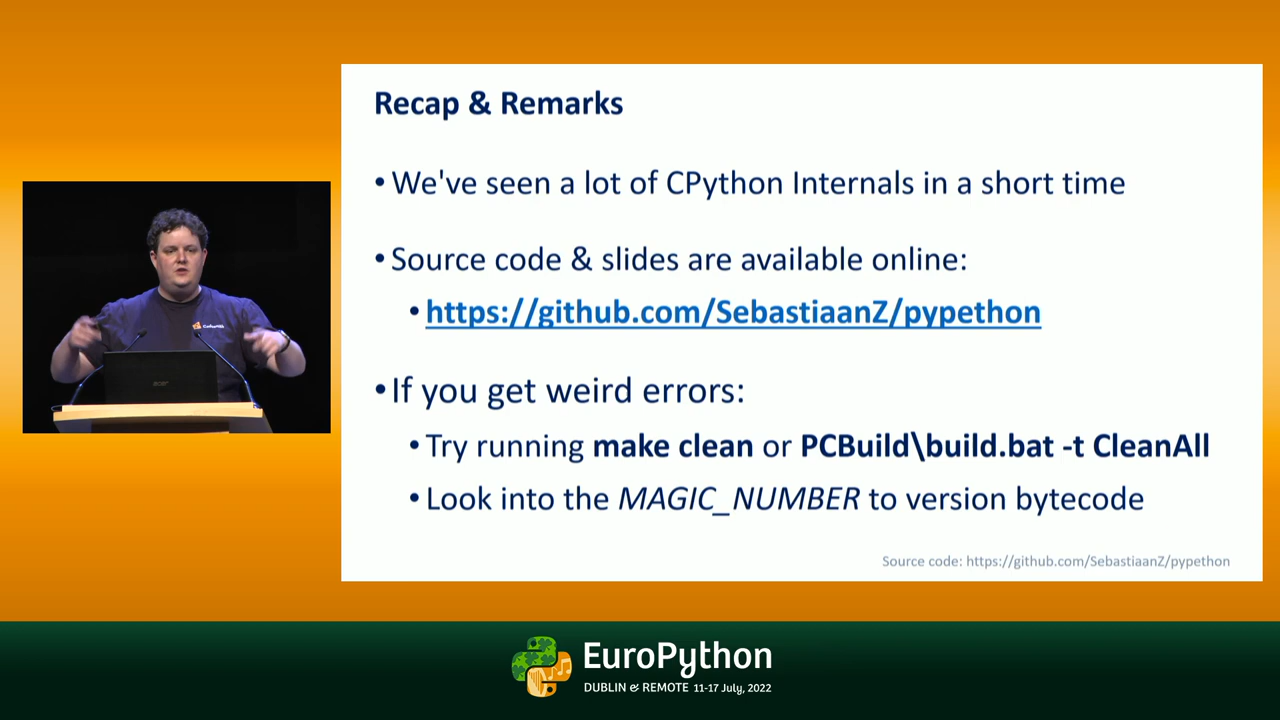 Recap & Remarks
• We've seen a lot of CPython Internals in a short time
• Source code & slides are available online:
• https://github.com/SebastiaanZ/pypethon
• If you get weird errors:
• Try running make clean or PCBuild\build.bat -t CleanAll
• Look into the MAGIC_NUMBER to version bytecode
Source code: https://github.com/SebastiaanZ/pypethon
EuroPython
DUBLIN & REMOTE 11-17 July, 2022